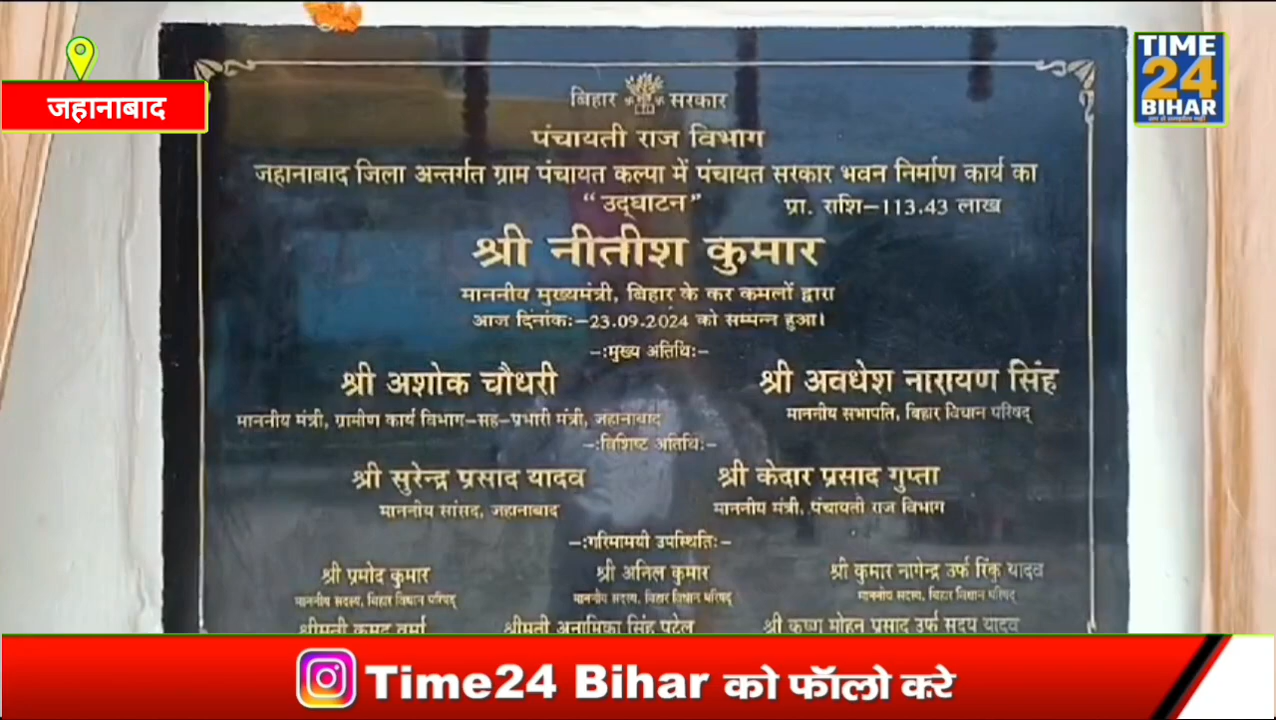 जहानाबाद
TIME
24
BIHAR
बिहार सरकार
पंचायती राज विभाग
जहानाबाद जिला अन्तर्गत ग्राम पंचायत कल्पा में पंचायत सरकार भवन निर्माण कार्य का
“उद्घाटन” प्रा. राशि–113.43 लाख
श्री नीतीश कुमार
माननीय मुख्यमंत्री, बिहार के कर कमलों द्वारा
आज दिनांकः–23.09.2024 को सम्पन्न हुआ।
–:मुख्य अतिथि:–
श्री अशोक चौधरी श्री अवधेश नारायण सिंह
माननीय मंत्री, ग्रामीण कार्य विभाग–सह–प्रभारी मंत्री, जहानाबाद माननीय सभापति, बिहार विधान परिषद्
–:विशिष्ट अतिथि:–
श्री सुरेन्द्र प्रसाद यादव श्री केदार प्रसाद गुप्ता
माननीय सांसद, जहानाबाद माननीय मंत्री, पंचायती राज विभाग
–:गरिमामयी उपस्थिति:–
श्री प्रमोद कुमार श्री अनिल कुमार श्री कुमार नागेन्द्र उर्फ रिंकु यादव
माननीय सदस्य, बिहार विधान परिषद् माननीय सदस्य, बिहार विधान परिषद् माननीय सदस्य, बिहार विधान परिषद्
श्रीमती कुमुद वर्मा श्रीमती अनामिका सिंह पटेल श्री कृष्ण मोहन प्रसाद उर्फ सदय यादव
Time24 Bihar को फॉलो करे